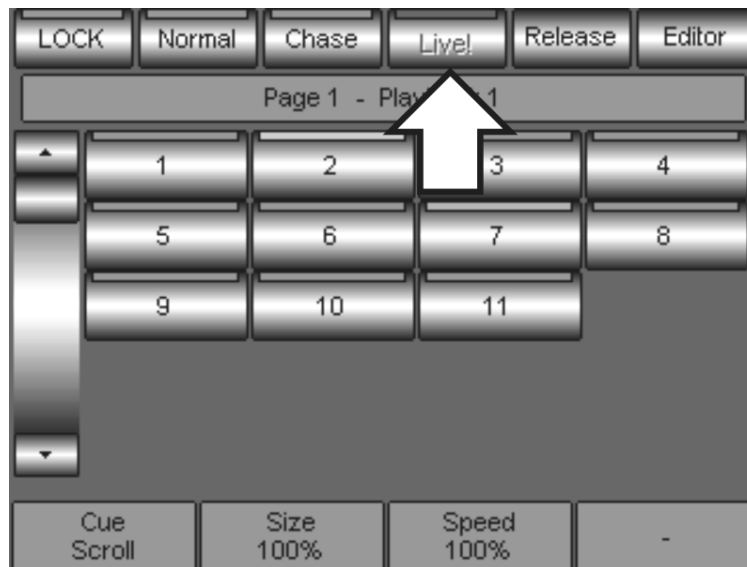 LOCK Normal Chase Live! Release Editor
Page 1 - 1
1 2 3 4
5 6 7 8
9 10 11
Cue Size Speed -
Scroll 100% 100%